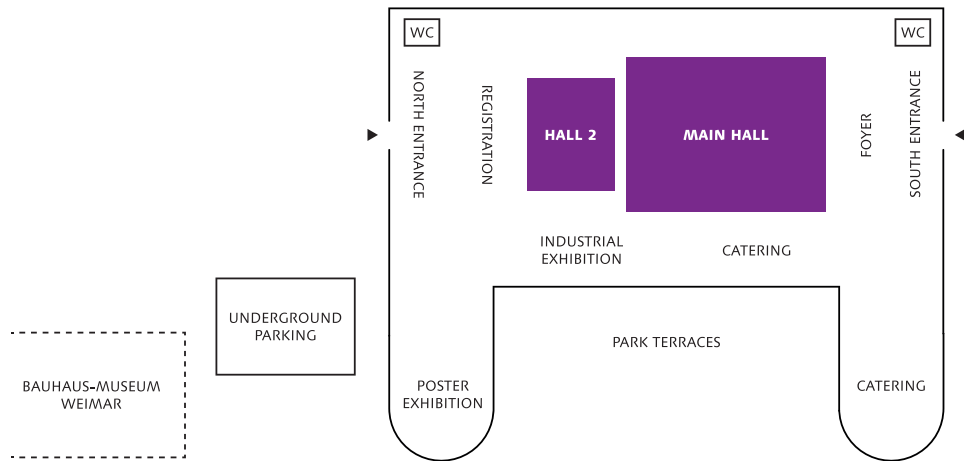 WC
WC
NORTH ENTRANCE
REGISTRATION
HALL 2
MAIN HALL
FOYER
SOUTH ENTRANCE
INDUSTRIAL
EXHIBITION
CATERING
UNDERGROUND
PARKING
PARK TERRACES
BAUHAUS-MUSEUM
WEIMAR
POSTER
EXHIBITION
CATERING